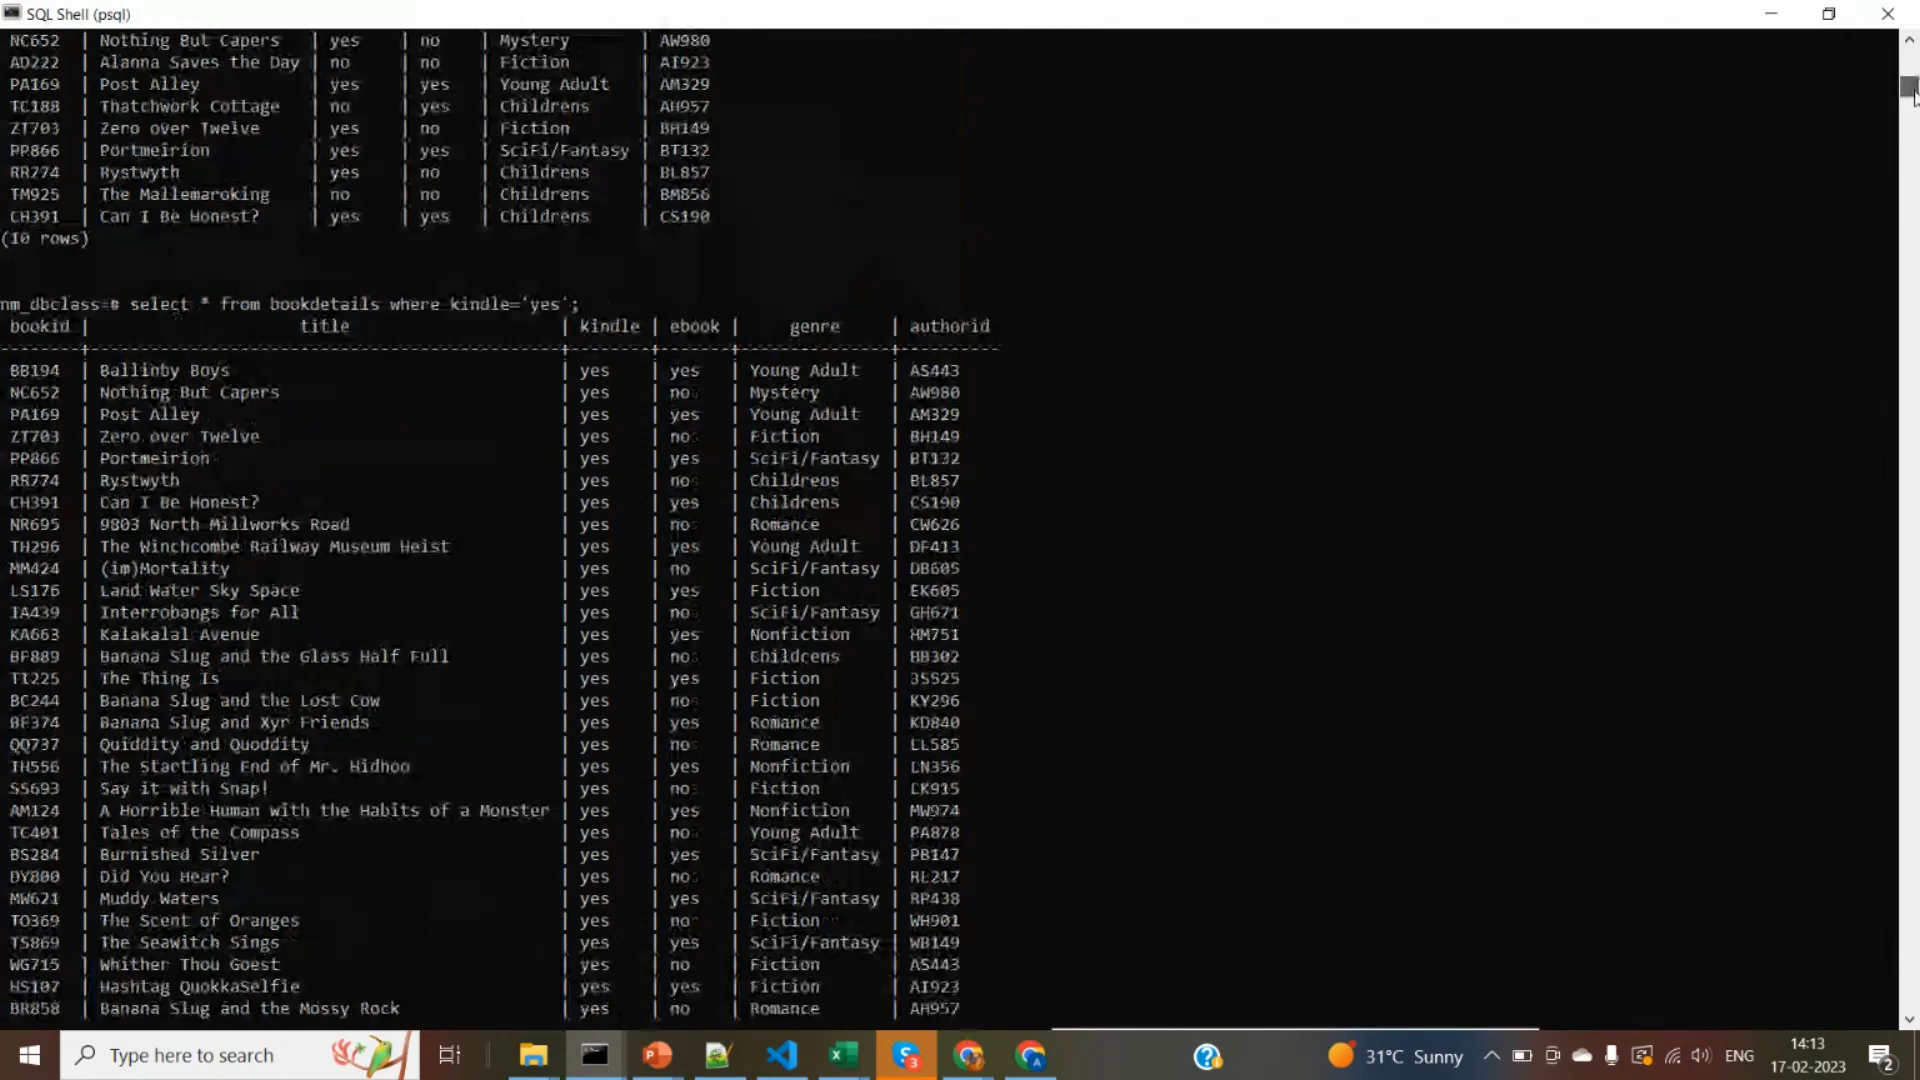 SQL Shell (psql)
NC652 | Nothing But Capers | yes | no | Mystery | AW980
AD222 | Alanna Saves the Day | no | no | Fiction | AI923
PA169 | Post Alley | yes | yes | Young Adult | AM329
TC188 | Thatchwork Cottage | no | yes | Childrens | AH957
ZT703 | Zero over Twelve | yes | no | Fiction | BH149
PP866 | Portmeirion | yes | yes | SciFi/Fantasy | BT132
RR774 | Rystwyth | yes | no | Childrens | BL857
TM925 | The Mallemaroking | no | no | Childrens | BM856
CH391 | Can I Be Honest? | yes | yes | Childrens | CS190
(10 rows)
nm_dbclass=# select * from bookdetails where kindle='yes';
bookid | title | kindle | ebook | genre | authorid
BB194 | Ballinby Boys | yes | yes | Young Adult | AS443
NC652 | Nothing But Capers | yes | no | Mystery | AW980
PA169 | Post Alley | yes | yes | Young Adult | AM329
ZT703 | Zero over Twelve | yes | no | Fiction | BH149
PP866 | Portmeirion | yes | yes | SciFi/Fantasy | BT132
RR774 | Rystwyth | yes | no | Childrens | BL857
CH391 | Can I Be Honest? | yes | yes | Childrens | CS190
NR695 | 9803 North Millworks Road | yes | no | Romance | CW626
TH296 | The Winchcombe Railway Museum Heist | yes | yes | Young Adult | DF413
MM424 | (im)Mortality | yes | no | SciFi/Fantasy | DB605
LS176 | Land Water Sky Space | yes | yes | Fiction | EK605
IA439 | Interrobangs for All | yes | no | SciFi/Fantasy | GH671
KA663 | Kalakalal Avenue | yes | yes | Nonfiction | HM751
BF889 | Banana Slug and the Glass Half Full | yes | no | Childrens | HB302
TI225 | The Thing Is | yes | yes | Fiction
BC244 | Banana Slug and the Lost Cow | yes | no | Fiction | KY296
BF374 | Banana Slug and Xyr Friends | yes | yes | Romance | KD840
QQ737 | Quiddity and Quoddity | yes | no | Romance | LL585
TH556 | The Startling End of Mr. Hidhoo | yes | yes | Nonfiction | LN356
SS693 | Say it with Snap! | yes | no | Fiction | LK915
AM124 | A Horrible Human with the Habits of a Monster | yes | yes | Nonfiction | MW974
TC401 | Tales of the Compass | yes | no | Young Adult | PA878
BS284 | Burnished Silver | yes | yes | SciFi/Fantasy | PB147
DY800 | Did You Hear? | yes | no | Romance | RL217
MW621 | Muddy Waters | yes | yes | SciFi/Fantasy | RP438
TO369 | The Scent of Oranges | yes | no | Fiction | WH901
TS869 | The Seawitch Sings | yes | yes | SciFi/Fantasy | WB149
WG715 | Whither Thou Goest | yes | no | Fiction | AS443
HS107 | Hashtag QuokkaSelfie | yes | yes | Fiction | AI923
BR858 | Banana Slug and the Mossy Rock | yes | no | Romance | AH957
Type here to search
31°C Sunny
ENG
14:13
17-02-2023
2